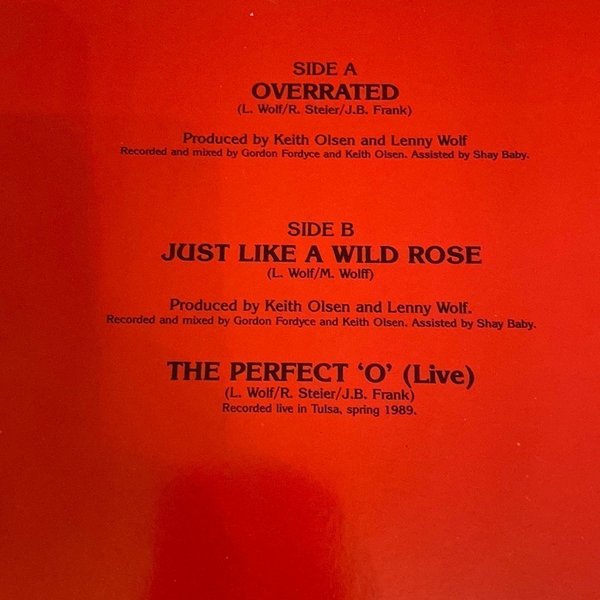 SIDE A
OVERRATED
(L. Wolf/R. Steier/J.B. Frank)
Produced by Keith Olsen and Lenny Wolf
Recorded and mixed by Gordon Fordyce and Keith Olsen. Assisted by Shay Baby.
SIDE B
JUST LIKE A WILD ROSE
(L. Wolf/M. Wolff)
Produced by Keith Olsen and Lenny Wolf.
Recorded and mixed by Gordon Fordyce and Keith Olsen. Assisted by Shay Baby.
THE PERFECT ‘O’ (Live)
(L. Wolf/R. Steier/J.B. Frank)
Recorded live in Tulsa, spring 1989.